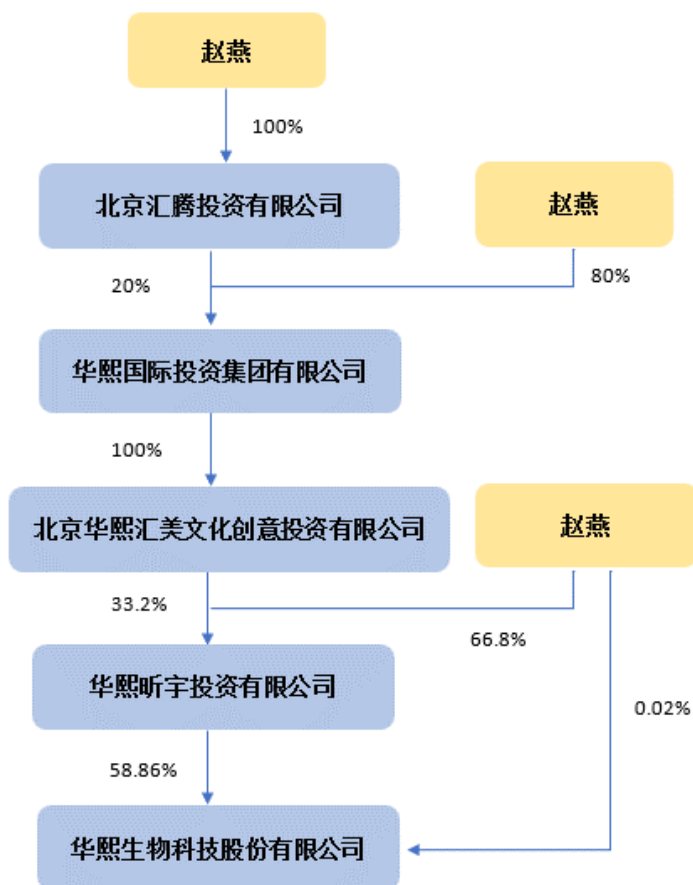 赵燕
100%
北京汇腾投资有限公司
赵燕
20%
80%
华熙国际投资集团有限公司
100%
北京华熙汇美文化创意投资有限公司
赵燕
33.2%
66.8%
华熙昕宇投资有限公司
0.02%
58.86%
华熙生物科技股份有限公司